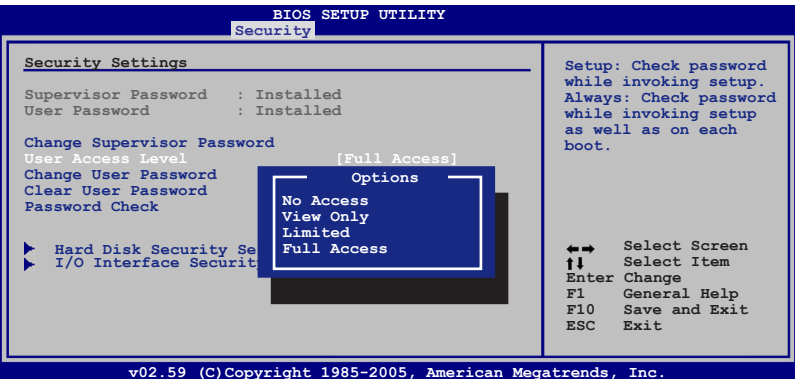 BIOS SETUP UTILITY
Security
Security Settings
Supervisor Password : Installed
User Password : Installed
Change Supervisor Password
User Access Level [Full Access]
Change User Password
Clear User Password
Password Check
Hard Disk Security Se
I/O Interface Security
Options
No Access
View Only
Limited
Full Access
Setup: Check password
while invoking setup.
Always: Check password
while invoking setup
as well as on each
boot.
Select Screen
Select Item
Enter Change
F1 General Help
F10 Save and Exit
ESC Exit
v02.59 (C)Copyright 1985-2005, American Megatrends, Inc.